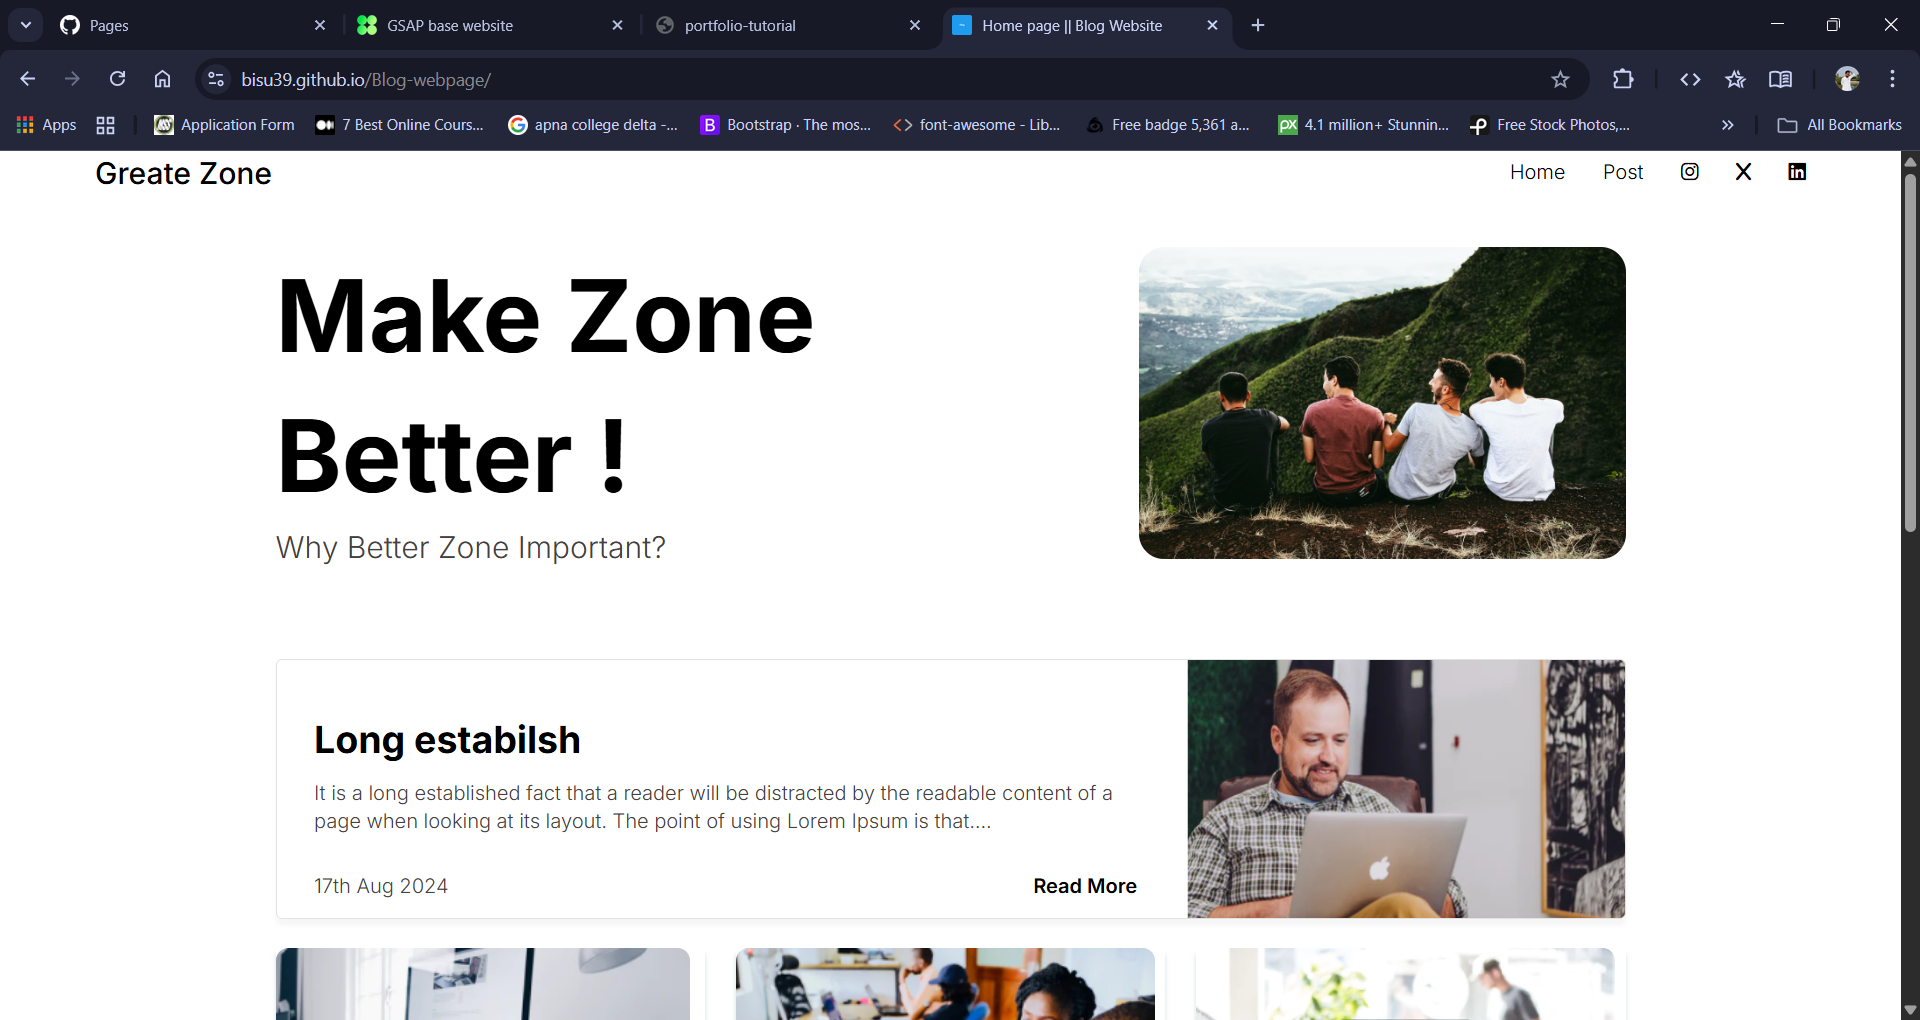 Pages
GSAP base website
portfolio-tutorial
Home page || Blog Website
bisu39.github.io/Blog-webpage/
Apps
Application Form
7 Best Online Cours...
apna college delta -...
B
Bootstrap · The mos...
font-awesome - Lib...
Free badge 5,361 a...
px
4.1 million+ Stunnin...
Free Stock Photos,...
All Bookmarks
Greate Zone
Home
Post
Make Zone
Better !
Why Better Zone Important?
Long estabilsh
It is a long established fact that a reader will be distracted by the readable content of a
page when looking at its layout. The point of using Lorem Ipsum is that....
17th Aug 2024
Read More